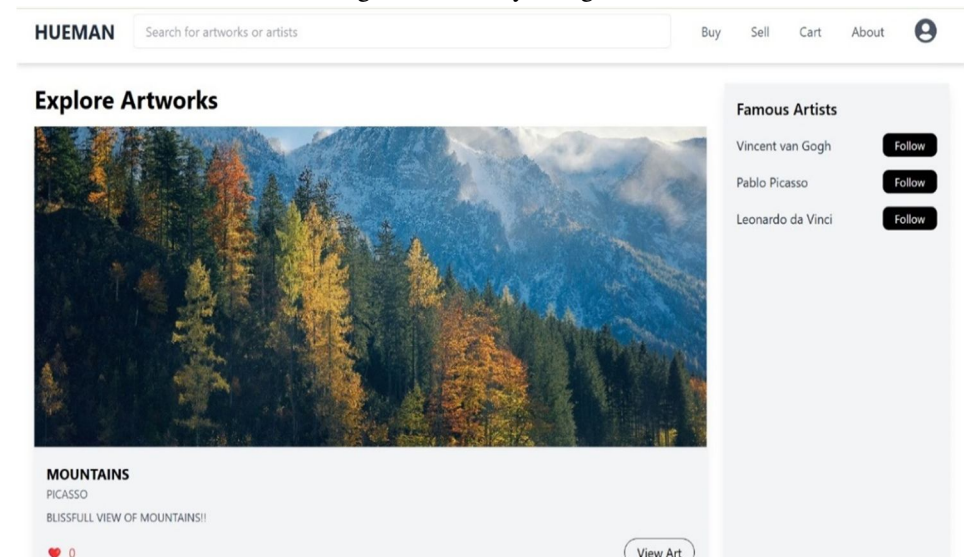 HUEMAN
Search for artworks or artists
Buy Sell Cart About
Explore Artworks
MOUNTAINS
PICASSO
BLISSFULL VIEW OF MOUNTAINS!!
0
View Art
Famous Artists
Vincent van Gogh Follow
Pablo Picasso Follow
Leonardo da Vinci Follow